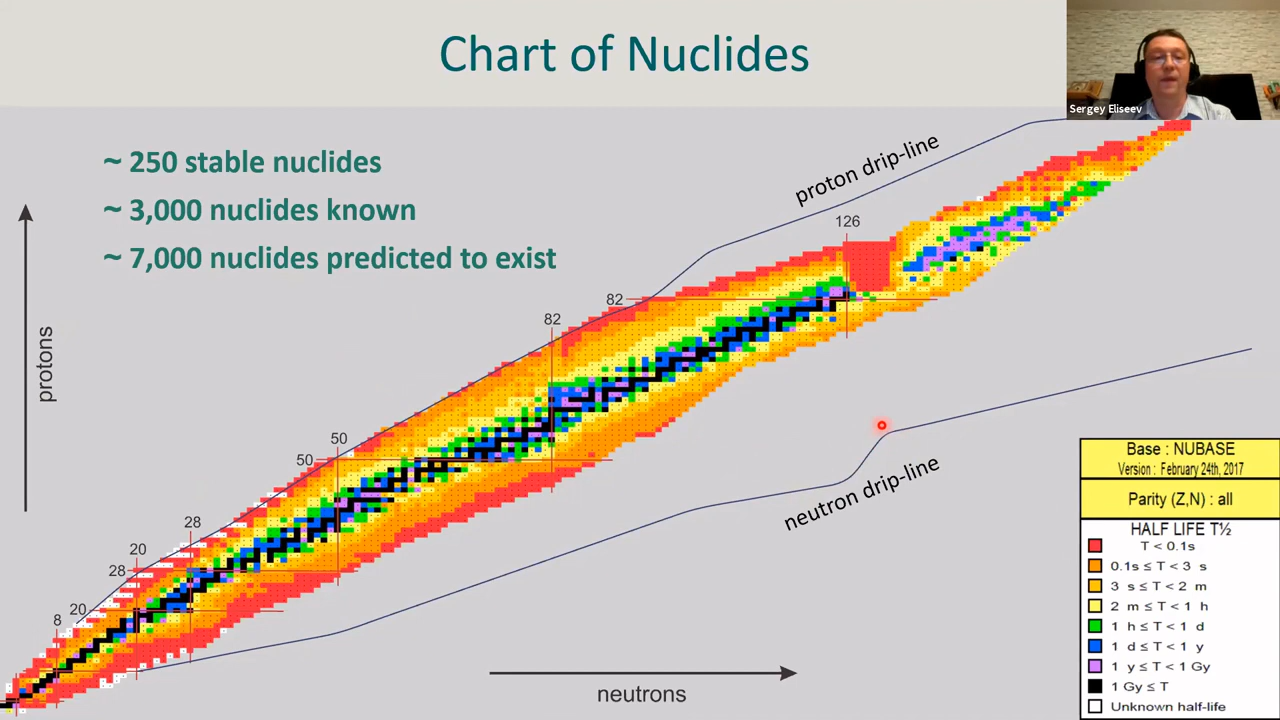 Chart of Nuclides
Sergey Eliseev
~ 250 stable nuclides
~ 3,000 nuclides known
~ 7,000 nuclides predicted to exist
proton drip-line
126
82
82
50
50
28
20
28
20
8
protons
neutron drip-line
neutrons
Base : NUBASE
Version : February 24th, 2017
Parity (Z,N) : all
HALF LIFE T½
T < 0.1s
0.1s ≤ T < 3 s
3 s ≤ T < 2 m
2 m ≤ T < 1 h
1 h ≤ T < 1 d
1 d ≤ T < 1 y
1 y ≤ T < 1 Gy
1 Gy ≤ T
Unknown half-life